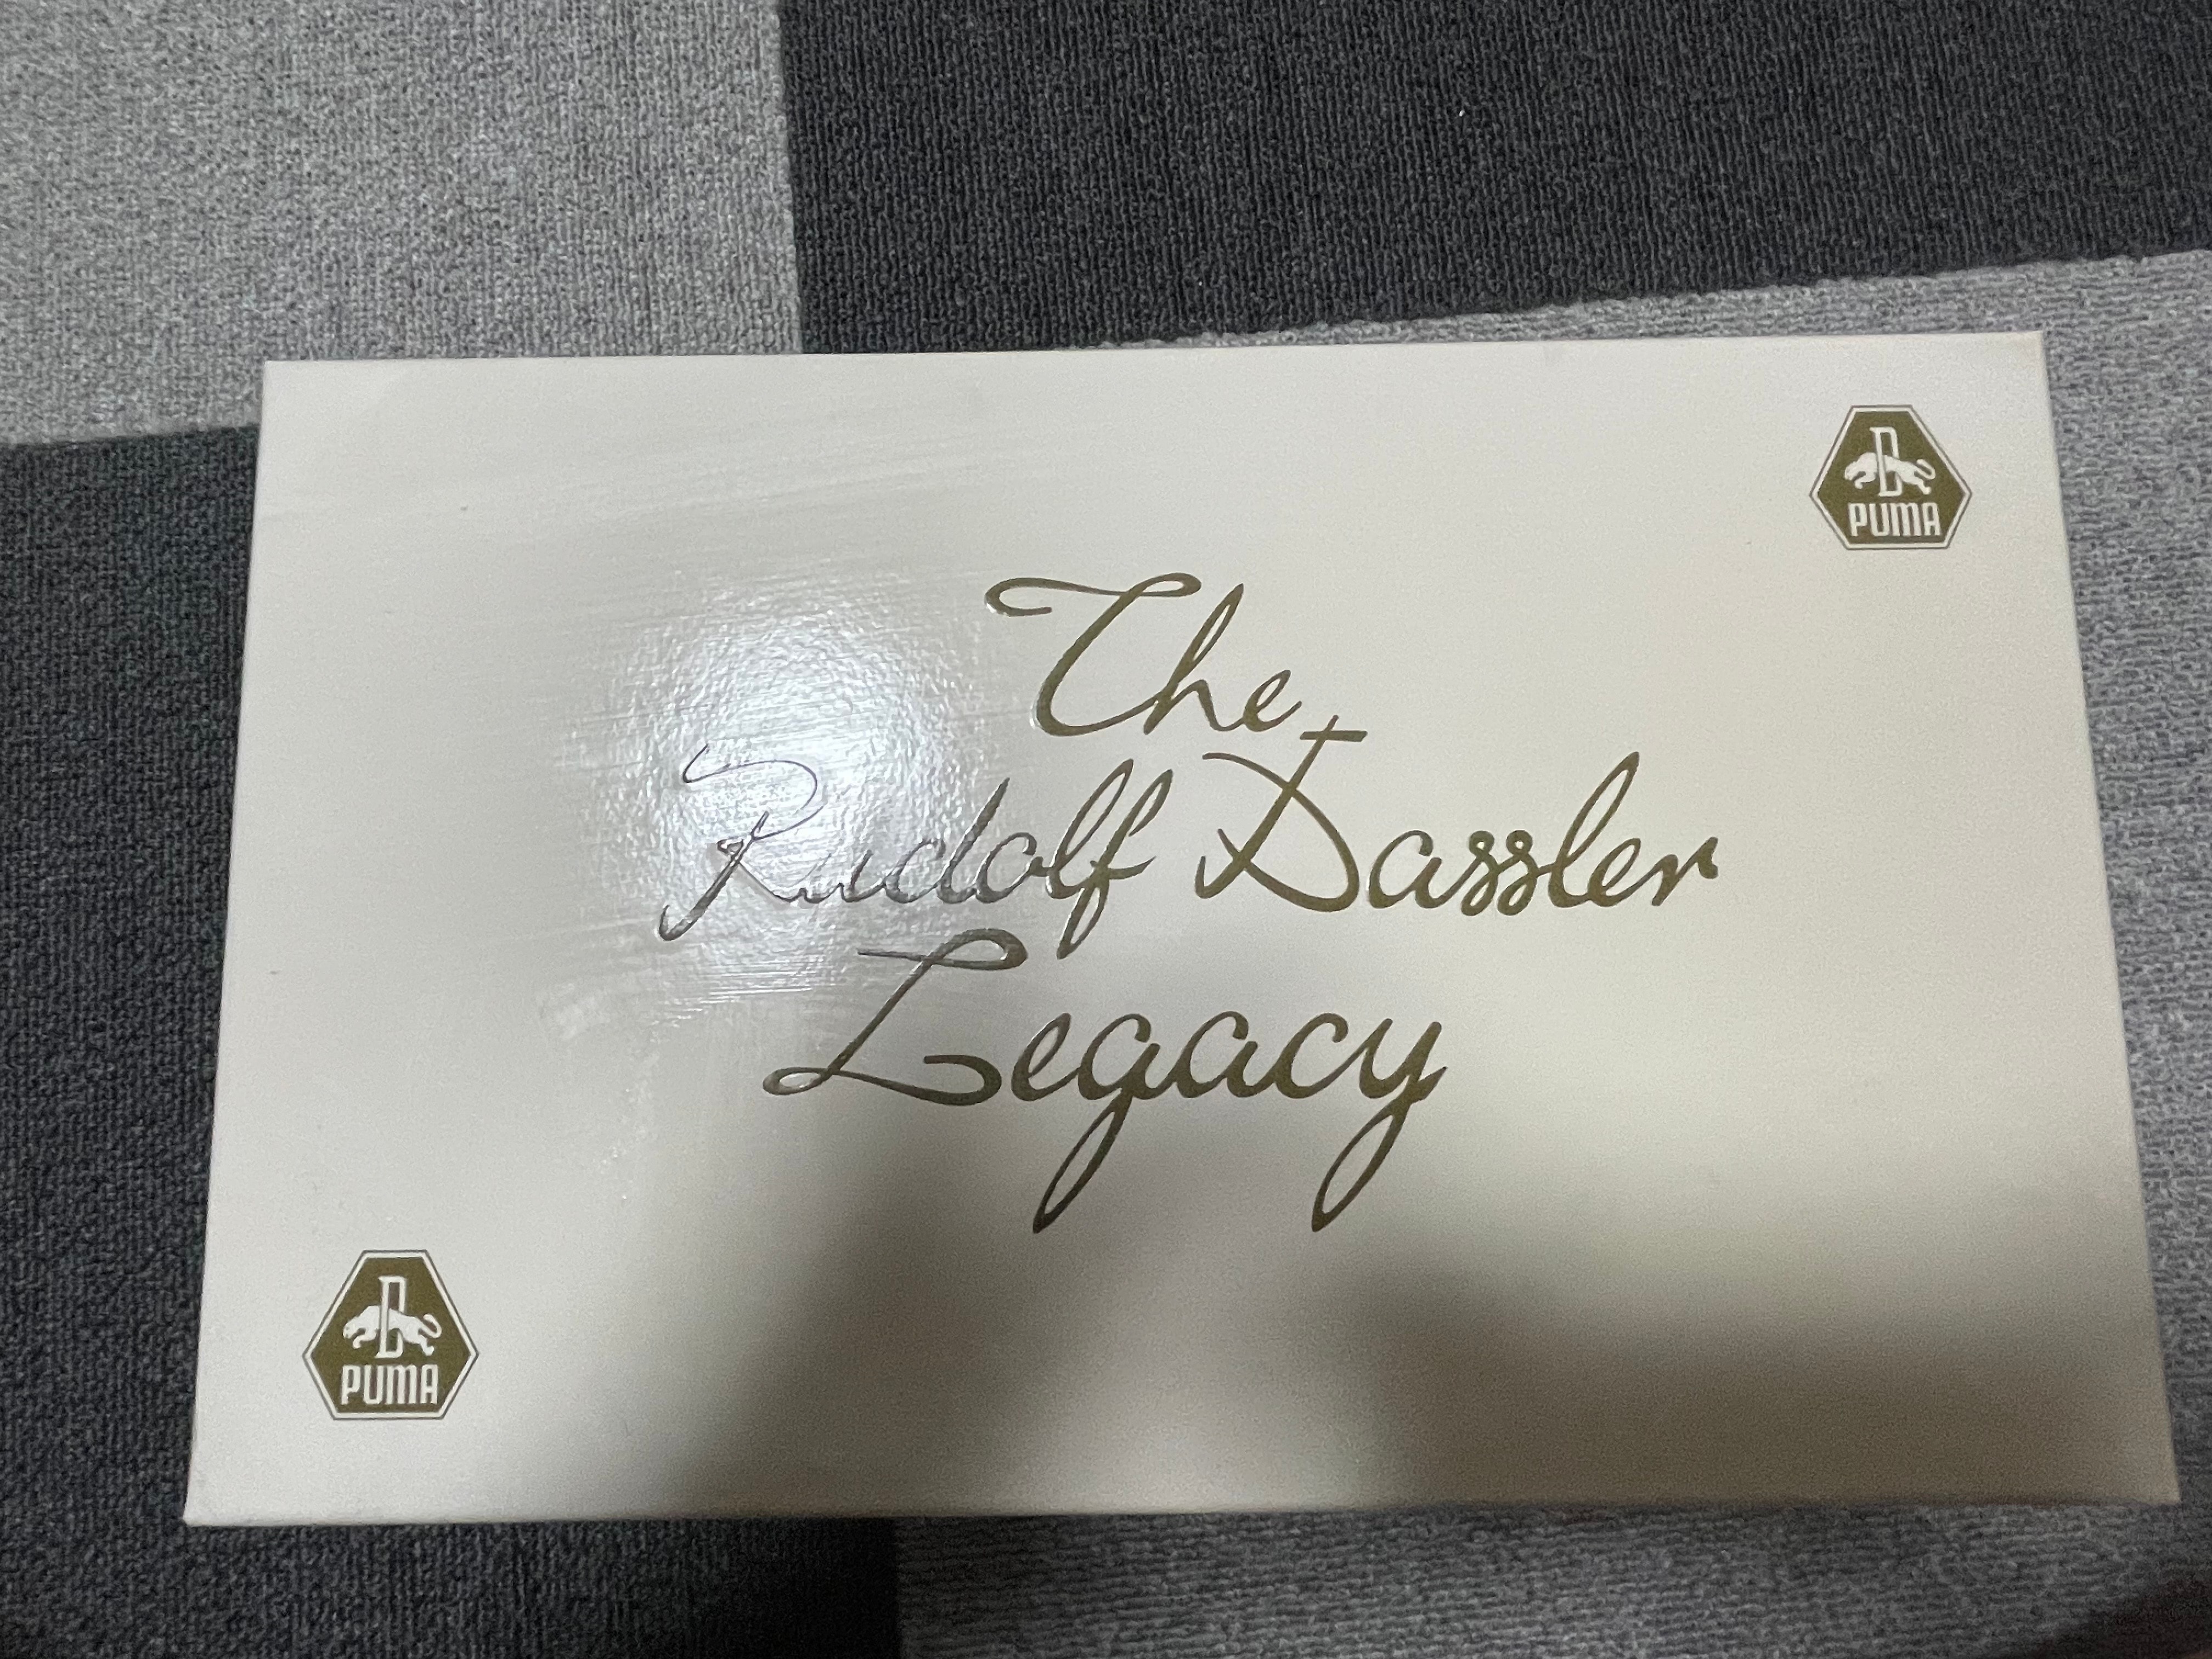 D
PUMA
The
Rudolf Dassler
Legacy
D
PUMA